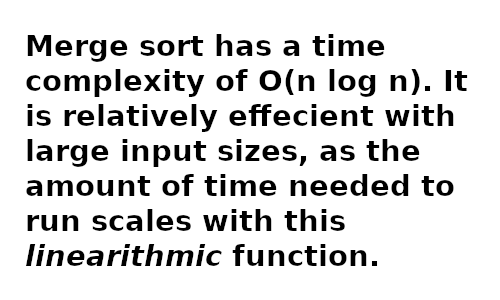 Merge sort has a time
complexity of O(n log n). It
is relatively effecient with
large input sizes, as the
amount of time needed to
run scales with this
linearithmic function.